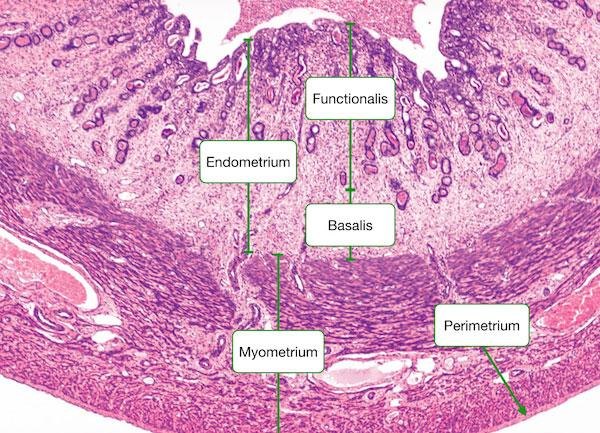 Functionalis
Endometrium
Basalis
Perimetrium
Myometrium